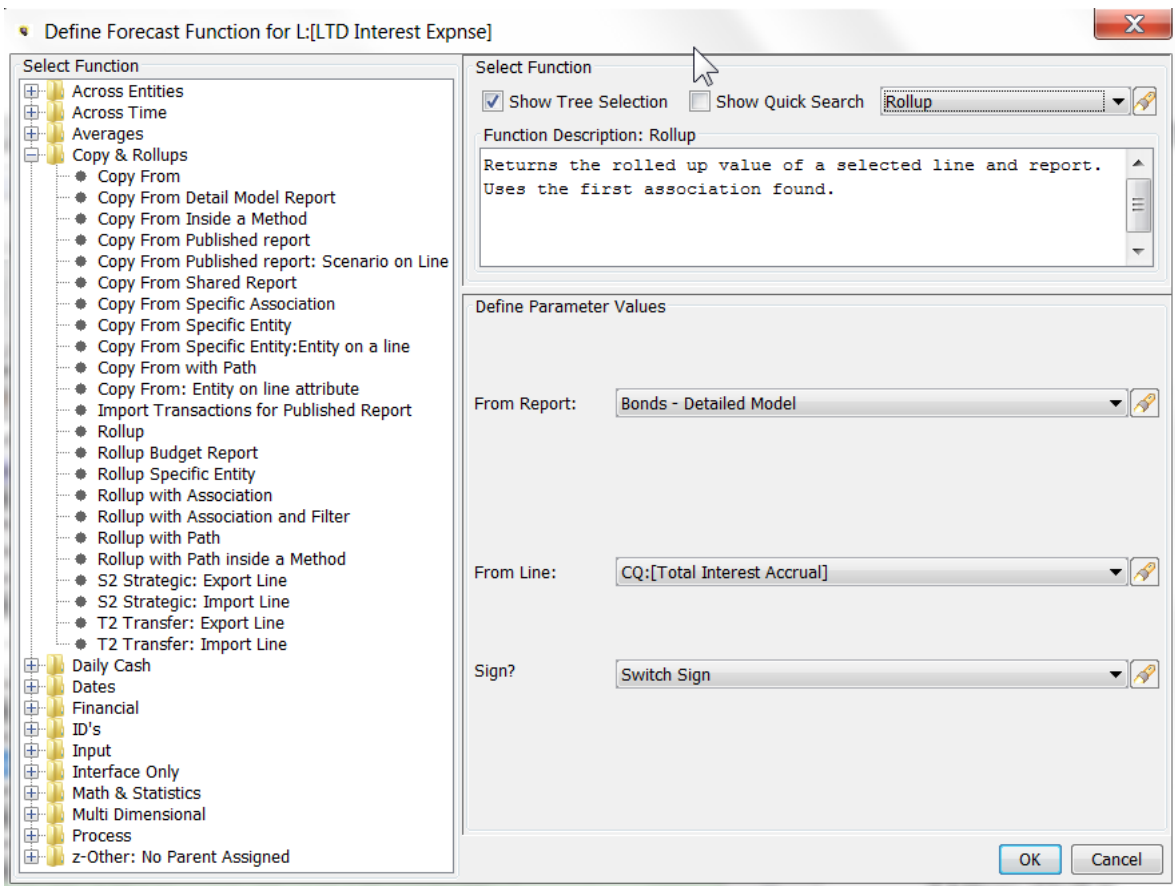 Define Forecast Function for L:[LTD Interest Expnse]
Select Function
Across Entities
Across Time
Averages
Copy & Rollups
Copy From
Copy From Detail Model Report
Copy From Inside a Method
Copy From Published report
Copy From Published report: Scenario on Line
Copy From Shared Report
Copy From Specific Association
Copy From Specific Entity
Copy From Specific Entity:Entity on a line
Copy From with Path
Copy From: Entity on line attribute
Import Transactions for Published Report
Rollup
Rollup Budget Report
Rollup Specific Entity
Rollup with Association
Rollup with Association and Filter
Rollup with Path
Rollup with Path inside a Method
S2 Strategic: Export Line
S2 Strategic: Import Line
T2 Transfer: Export Line
T2 Transfer: Import Line
Daily Cash
Dates
Financial
ID's
Input
Interface Only
Math & Statistics
Multi Dimensional
Process
z-Other: No Parent Assigned
Select Function
Show Tree Selection Show Quick Search Rollup
Function Description: Rollup
Returns the rolled up value of a selected line and report.
Uses the first association found.
Define Parameter Values
From Report: Bonds - Detailed Model
From Line: CQ:[Total Interest Accrual]
Sign? Switch Sign
OK Cancel